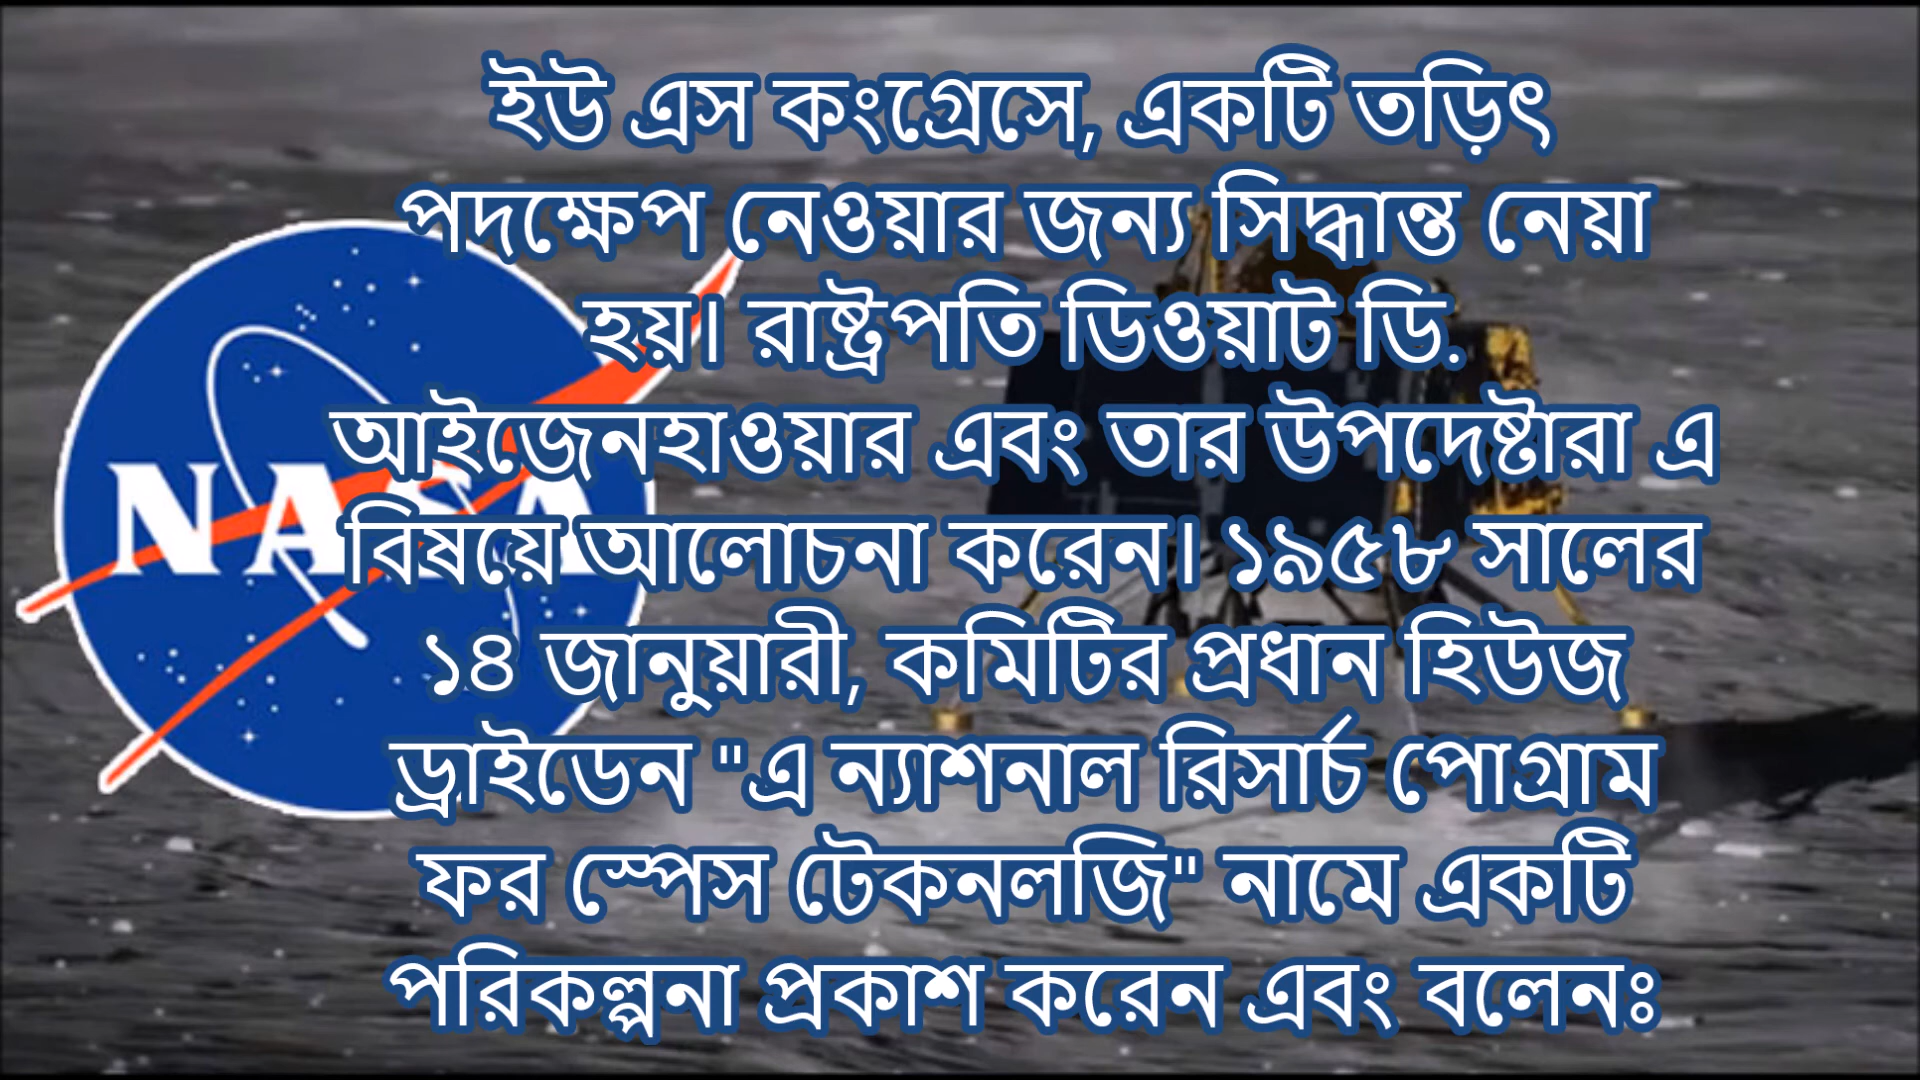 ইউ এস কংগ্রেসে, একটি তড়িৎ
পদক্ষেপ নেওয়ার জন্য সিদ্ধান্ত নেয়া
হয়। রাষ্ট্রপতি ডিওয়াট ডি.
আইজেনহাওয়ার এবং তার উপদেষ্টারা এ
বিষয়ে আলোচনা করেন। ১৯৫৮ সালের
১৪ জানুয়ারী, কমিটির প্রধান হিউজ
ড্রাইডেন "এ ন্যাশনাল রিসার্চ পোগ্রাম
ফর স্পেস টেকনলজি" নামে একটি
পরিকল্পনা প্রকাশ করেন এবং বলেনঃ
NASA